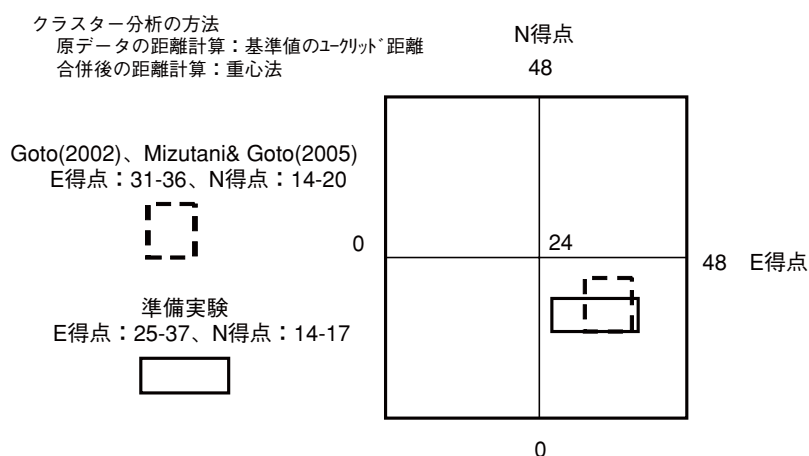 クラスター分析の方法
原データの距離計算：基準値のﾕｰｸﾘｯﾄﾞ距離
合併後の距離計算：重心法
N得点
48
Goto(2002)、Mizutani& Goto(2005)
E得点：31-36、N得点：14-20
0
24
48 E得点
準備実験
E得点：25-37、N得点：14-17
0